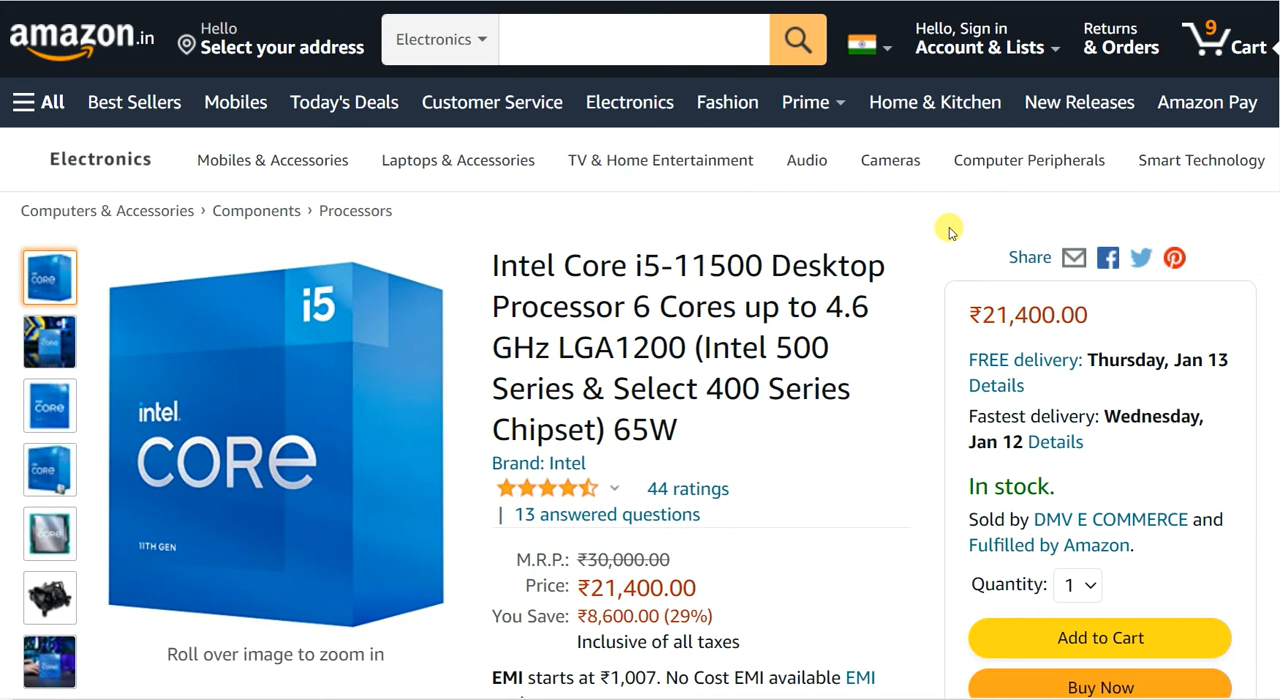 amazon.in
Hello
Select your address
Electronics
Hello, Sign in
Account & Lists
Returns
& Orders
9
Cart
All
Best Sellers
Mobiles
Today's Deals
Customer Service
Electronics
Fashion
Prime
Home & Kitchen
New Releases
Amazon Pay
Electronics
Mobiles & Accessories
Laptops & Accessories
TV & Home Entertainment
Audio
Cameras
Computer Peripherals
Smart Technology
Computers & Accessories › Components › Processors
CORE
CORE
CORE
i5
intel.
CORE
11TH GEN
Roll over image to zoom in
Intel Core i5-11500 Desktop
Processor 6 Cores up to 4.6
GHz LGA1200 (Intel 500
Series & Select 400 Series
Chipset) 65W
Brand: Intel
44 ratings
| 13 answered questions
M.R.P.: ₹30,000.00
Price: ₹21,400.00
You Save: ₹8,600.00 (29%)
Inclusive of all taxes
EMI starts at ₹1,007. No Cost EMI available EMI
Share
₹21,400.00
FREE delivery: Thursday, Jan 13
Details
Fastest delivery: Wednesday,
Jan 12 Details
In stock.
Sold by DMV E COMMERCE and
Fulfilled by Amazon.
Quantity: 1
Add to Cart
Buy Now